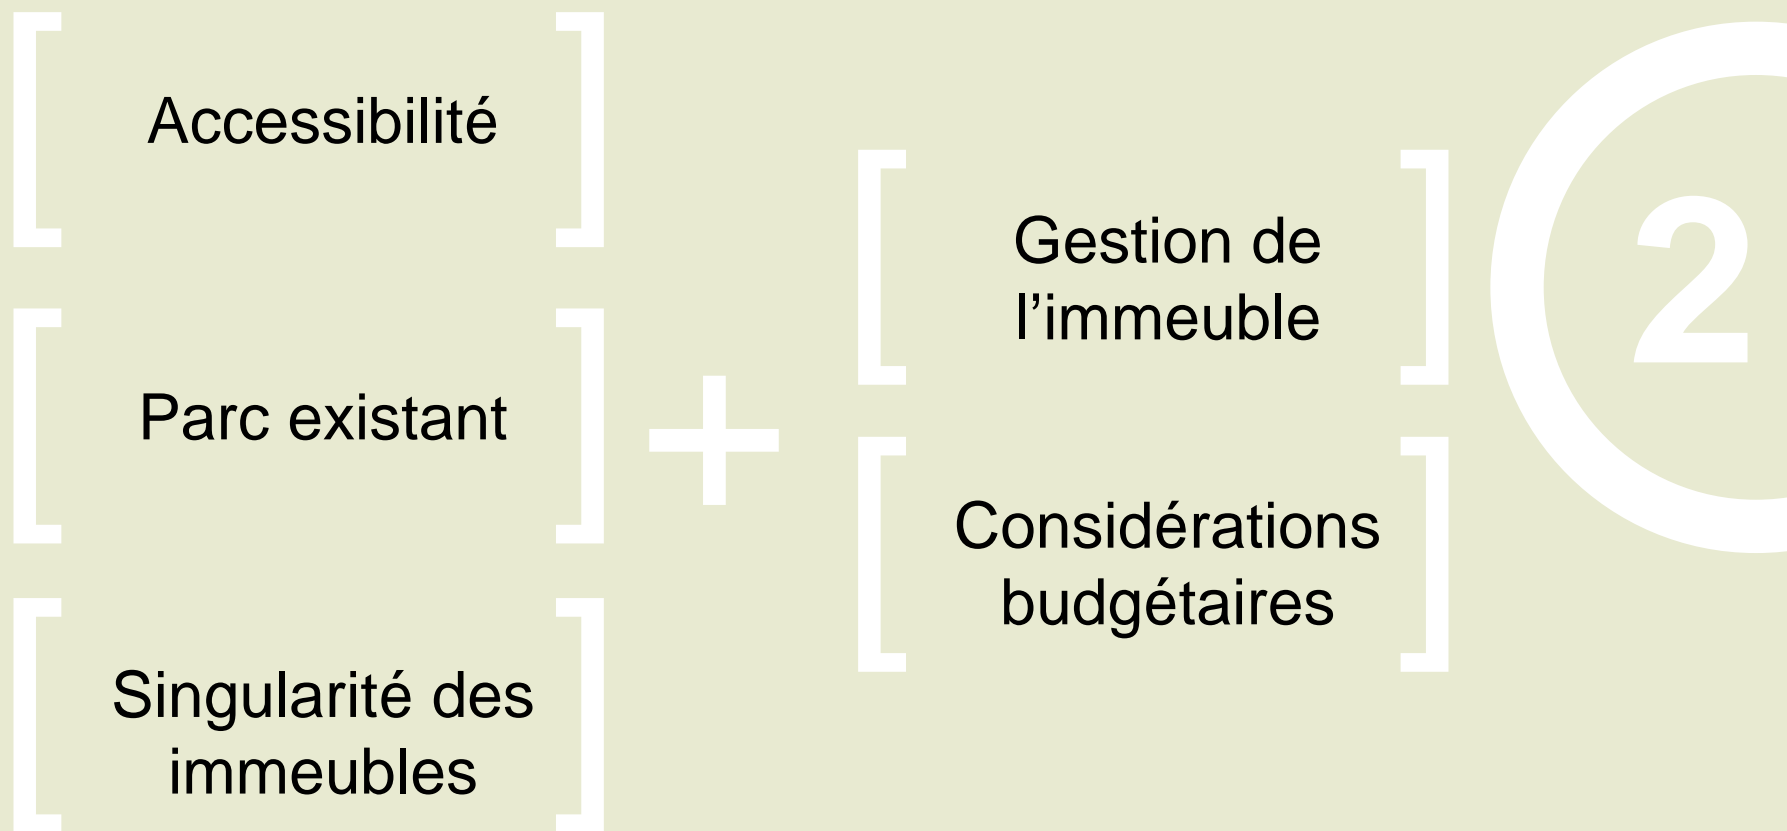 Accessibilité
Parc existant
Singularité des
immeubles
+
Gestion de
l’immeuble
Considérations
budgétaires
2